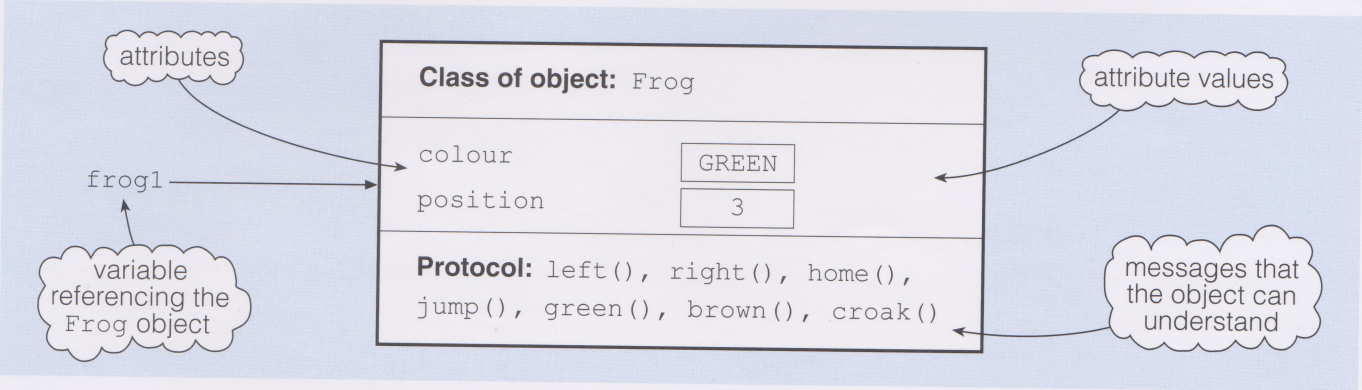 attributes
Class of object: Frog
attribute values
colour GREEN
frog1
position 3
variable
referencing the
Frog object
Protocol: left(), right(), home(),
jump(), green(), brown(), croak()
messages that
the object can
understand